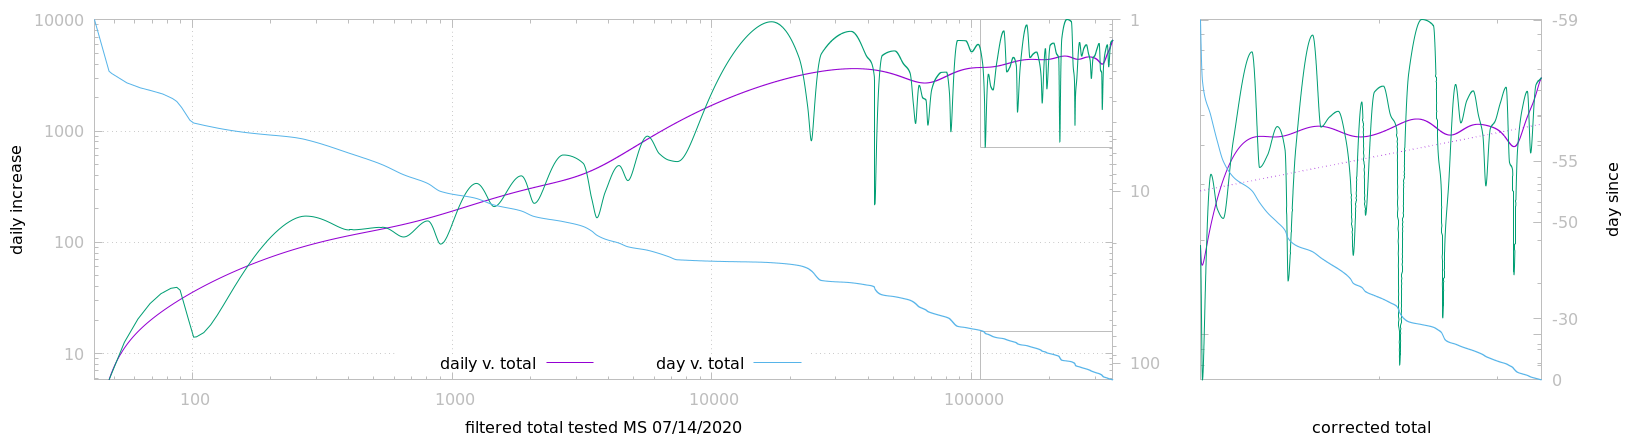 10000
1000
100
10
daily increase
100
1000
10000
100000
filtered total tested MS 07/14/2020
daily v. total
day v. total
1
10
100
-59
-55
-50
-30
0
day since
corrected total